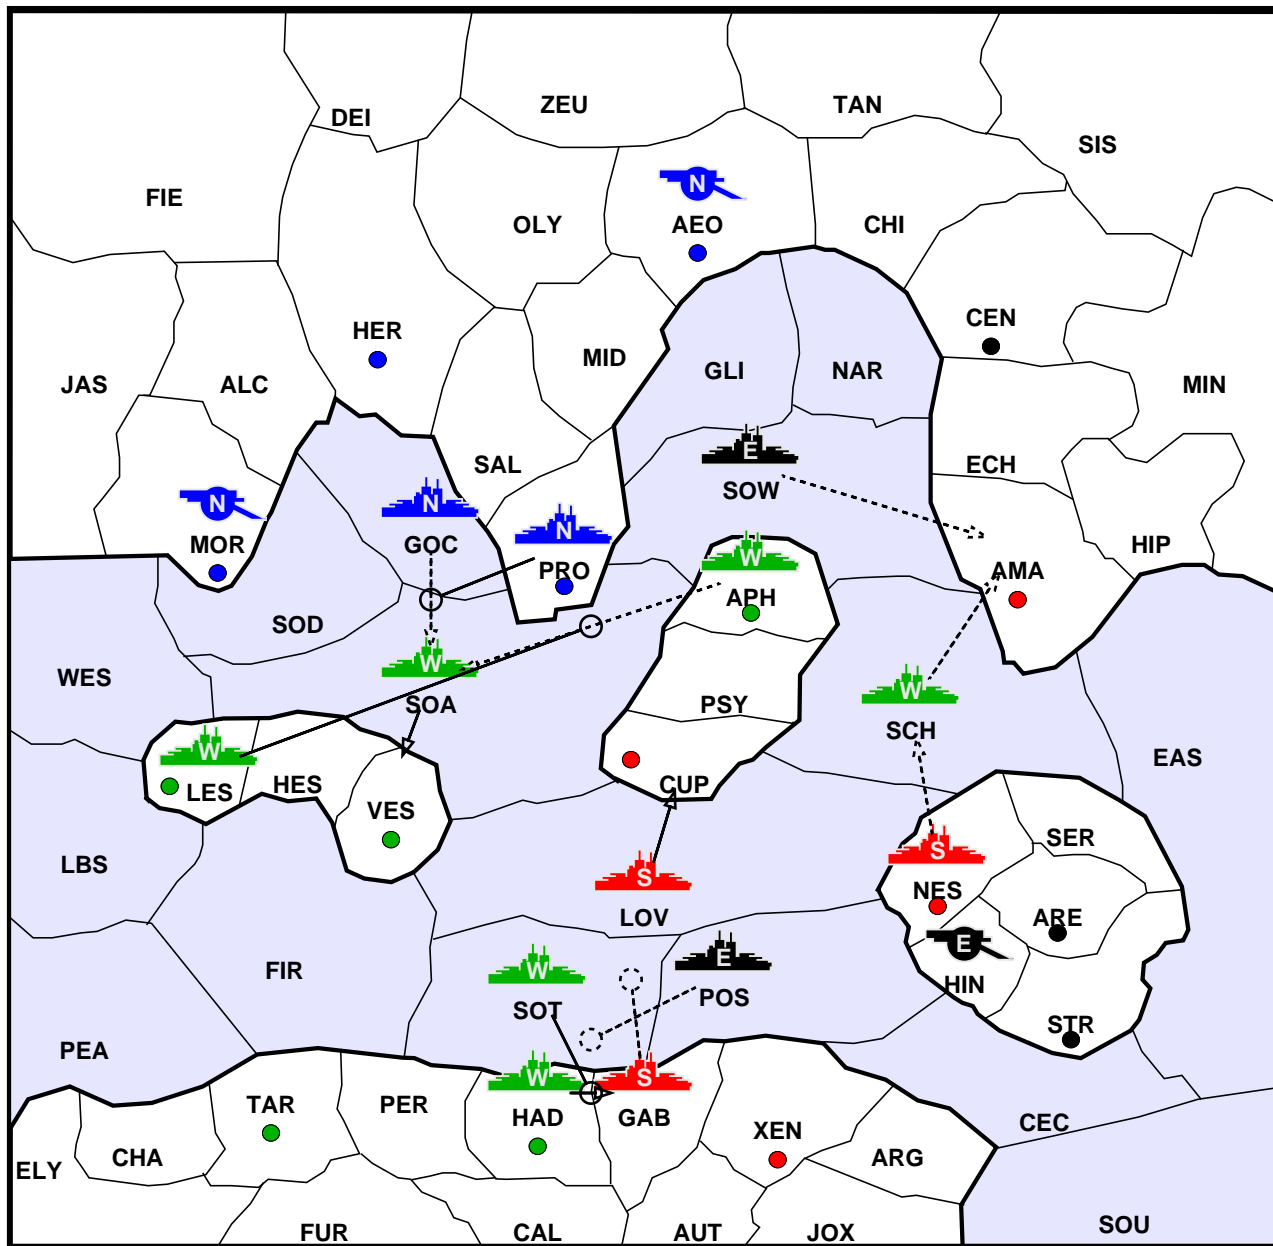 ZEU
TAN
DEI
SIS
N
FIE
OLY
AEO
CHI
CEN
HER
MID
GLI
NAR
JAS
ALC
MIN
E
SAL
ECH
SOW
N
N
N
GOC
MOR
HIP
W
PRO
AMA
APH
SOD
W
WES
W
SOA
PSY
SCH
W
EAS
HES
CUP
LES
VES
SER
S
LBS
S
NES
LOV
ARE
E
E
W
FIR
HIN
POS
SOT
STR
PEA
W
S
TAR
PER
HAD
GAB
CEC
XEN
CHA
ARG
ELY
SOU
FUR
CAL
AUT
JOX